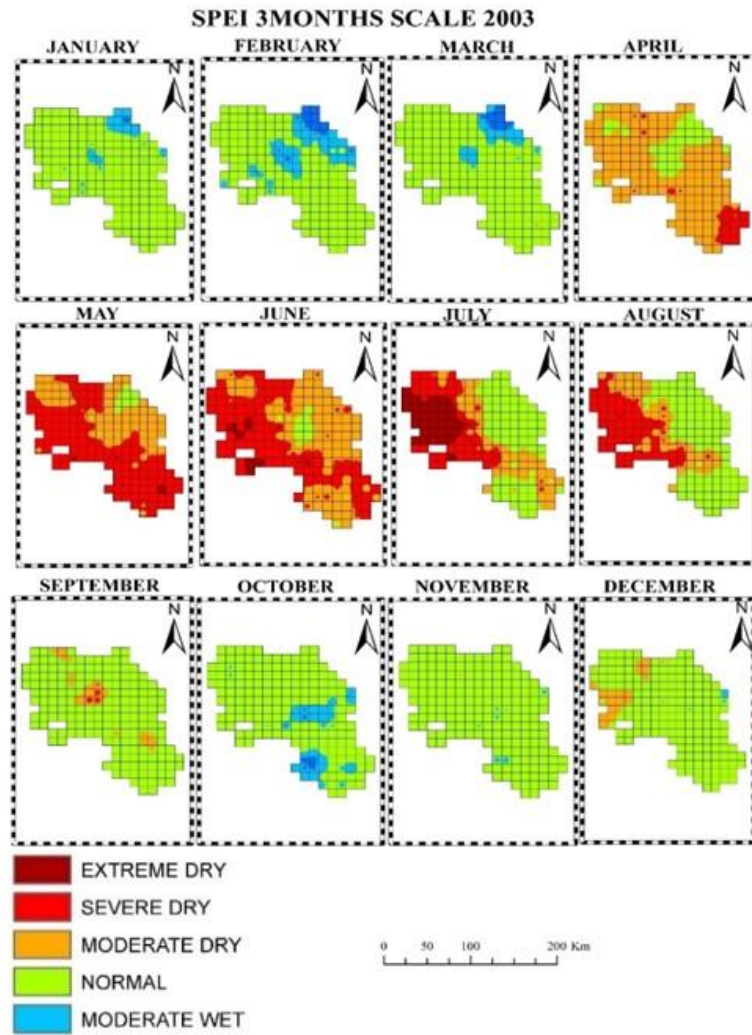 SPEI 3MONTHS SCALE 2003
JANUARY FEBRUARY MARCH APRIL
N N N N
MAY JUNE JULY AUGUST
N N N N
SEPTEMBER OCTOBER NOVEMBER DECEMBER
N N N N
EXTREME DRY
SEVERE DRY
MODERATE DRY
NORMAL
MODERATE WET
0 50 100 200 Km